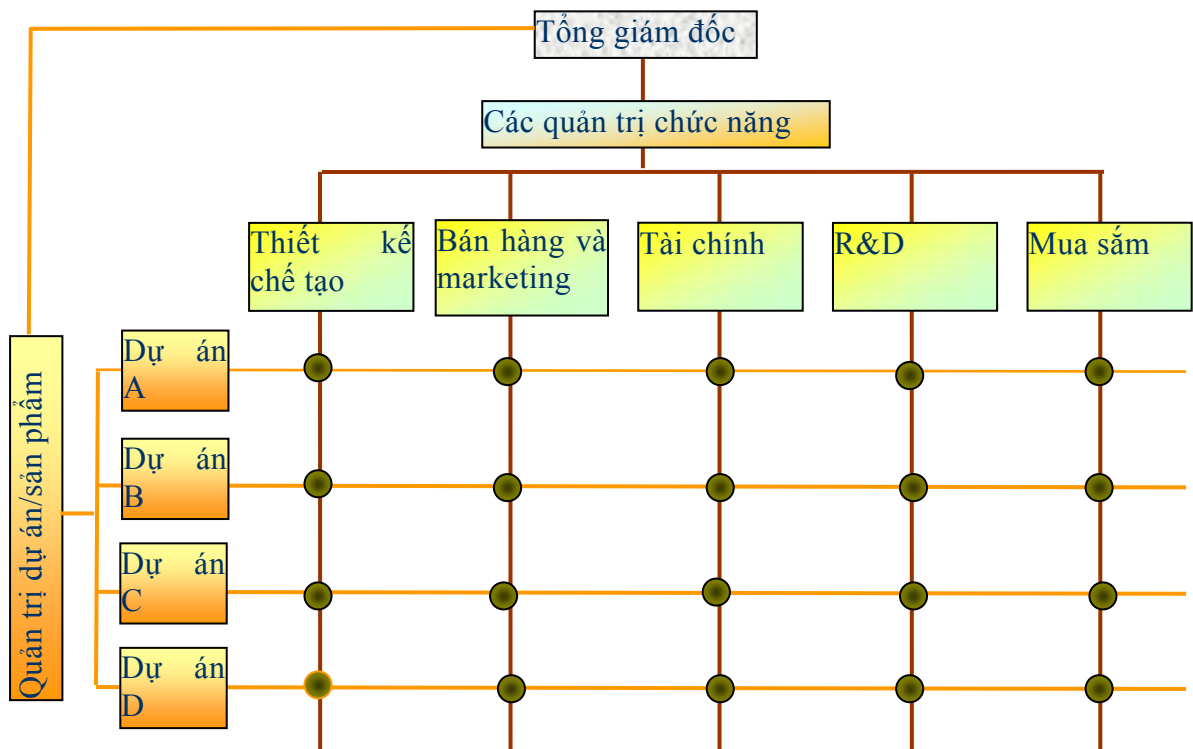 Tổng giám đốc
Các quản trị chức năng
Thiết kế
chế tạo
Bán hàng và
marketing
Tài chính
R&D
Mua sắm
Quản trị dự án/sản phẩm
Dự án
A
Dự án
B
Dự án
C
Dự án
D